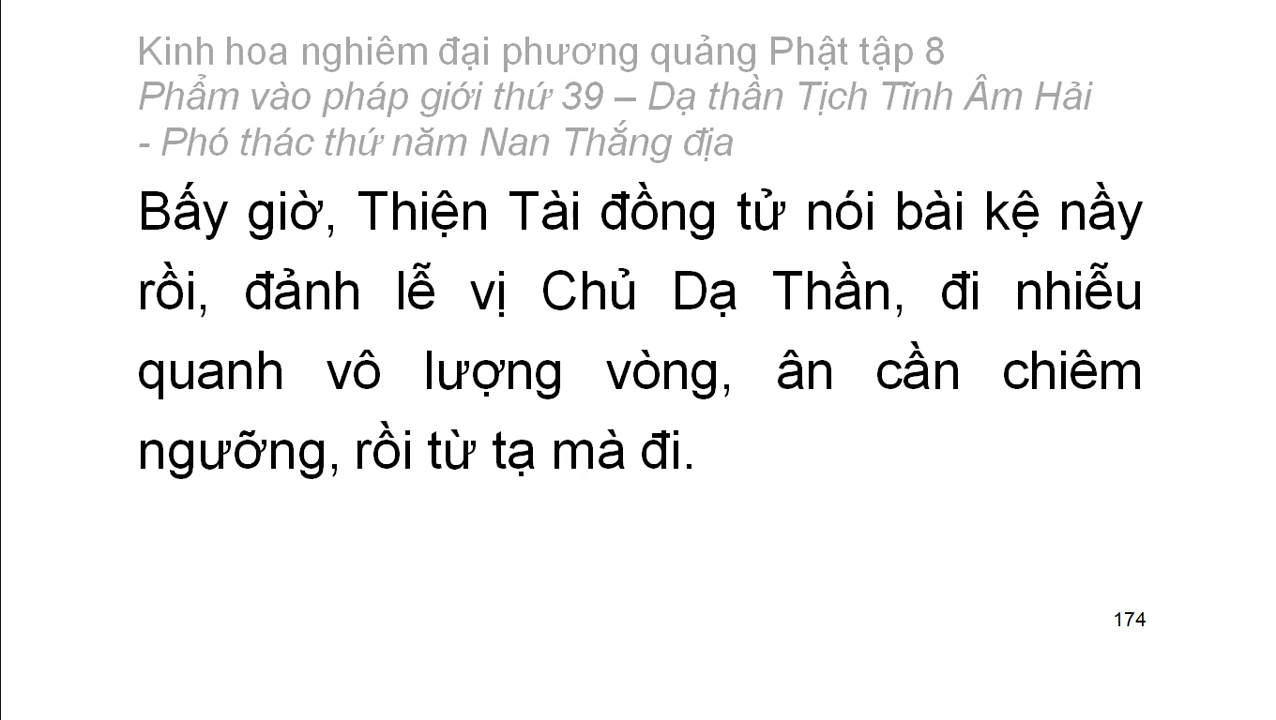 Kinh hoa nghiêm đại phương quảng Phật tập 8
Phẩm vào pháp giới thứ 39 – Dạ thần Tịch Tĩnh Âm Hải
- Phó thác thứ năm Nan Thắng địa
Bấy giờ, Thiện Tài đồng tử nói bài kệ nầy
rồi, đảnh lễ vị Chủ Dạ Thần, đi nhiễu
quanh vô lượng vòng, ân cần chiêm
ngưỡng, rồi từ tạ mà đi.
174